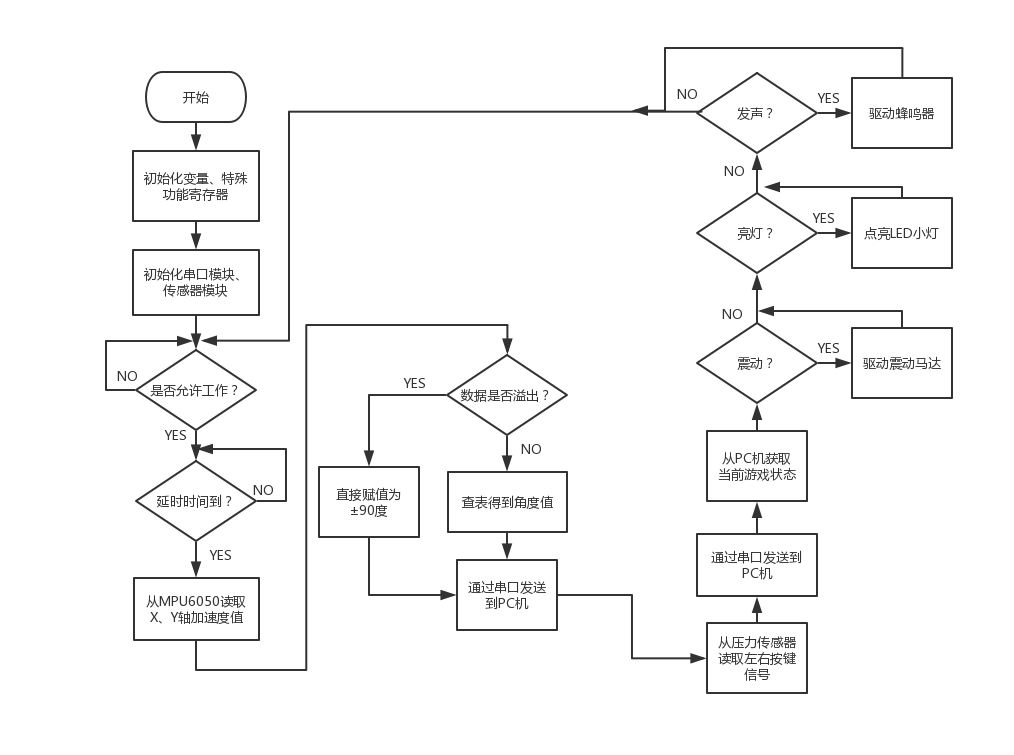 开始
初始化变量、特殊
功能寄存器
初始化串口模块、
传感器模块
NO
是否允许工作？
YES
延时时间到？
NO
YES
从MPU6050读取
X、Y轴加速度值
数据是否溢出？
YES
NO
直接赋值为
±90度
查表得到角度值
通过串口发送
到PC机
从压力传感器
读取左右按键
信号
通过串口发送到
PC机
从PC机获取
当前游戏状态
震动？
YES
驱动震动马达
NO
亮灯？
YES
点亮LED小灯
NO
发声？
YES
驱动蜂鸣器
NO